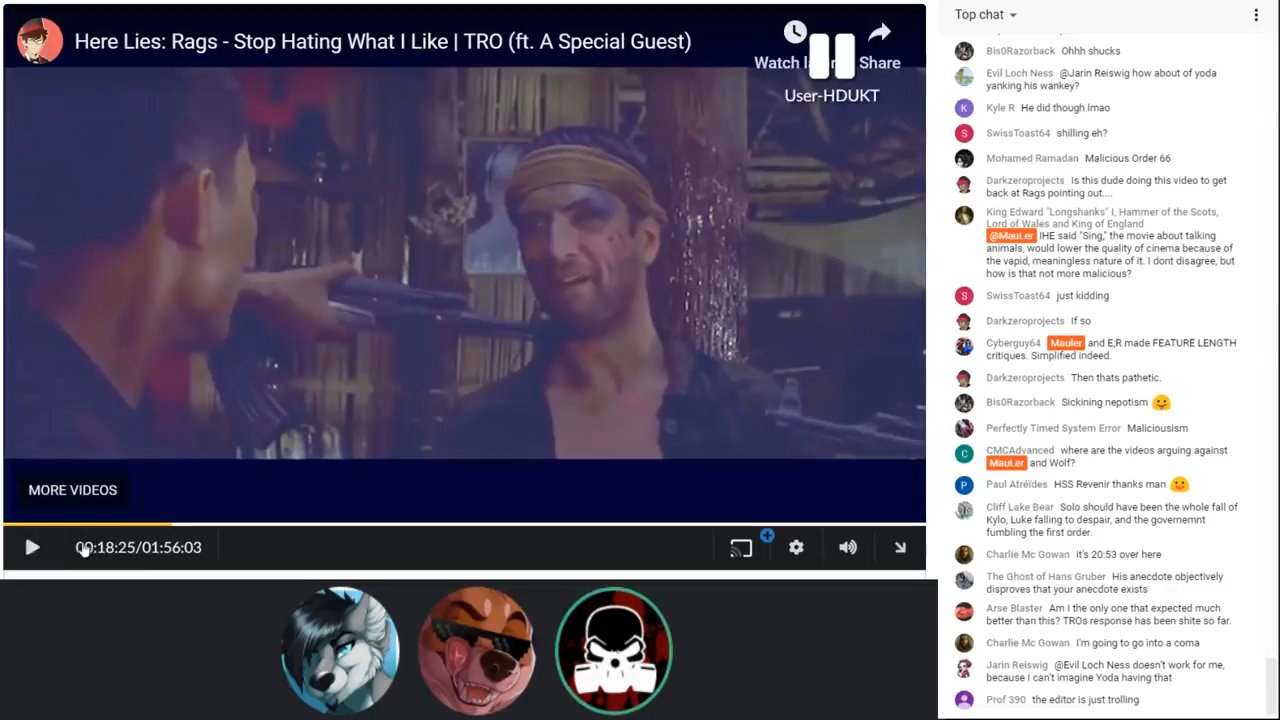 Here Lies: Rags - Stop Hating What I Like | TRO (ft. A Special Guest)
Watch la
Share
User-HDUKT
MORE VIDEOS
00:18:25/01:56:03
Top chat
Bis0Razorback Ohhh shucks
Evil Loch Ness @Jarin Reiswig how about of yoda
yanking his wankey?
K
Kyle R He did though lmao
S
SwissToast64 shilling eh?
Mohamed Ramadan Malicious Order 66
Darkzeroprojects Is this dude doing this video to get
back at Rags pointing out....
King Edward "Longshanks" I, Hammer of the Scots,
Lord of Wales and King of England
@MauLer IHE said "Sing," the movie about talking
animals, would lower the quality of cinema because of
the vapid, meaningless nature of it. I dont disagree, but
how is that not more malicious?
S
SwissToast64 just kidding
Darkzeroprojects If so
Cyberguy64 Mauler and E;R made FEATURE LENGTH
critiques. Simplified indeed.
Darkzeroprojects Then thats pathetic.
Bis0Razorback Sickining nepotism
Perfectly Timed System Error Maliciousism
C
CMCAdvanced where are the videos arguing against
MauLer and Wolf?
P
Paul Atréïdes HSS Revenir thanks man
Cliff Lake Bear Solo should have been the whole fall of
Kylo, Luke falling to despair, and the governemnt
fumbling the first order.
Charlie Mc Gowan it's 20:53 over here
The Ghost of Hans Gruber His anecdote objectively
disproves that your anecdote exists
Arse Blaster Am I the only one that expected much
better than this? TROs response has been shite so far.
Charlie Mc Gowan I'm going to go into a coma
Jarin Reiswig @Evil Loch Ness doesn't work for me,
because I can't imagine Yoda having that
Prof 390 the editor is just trolling